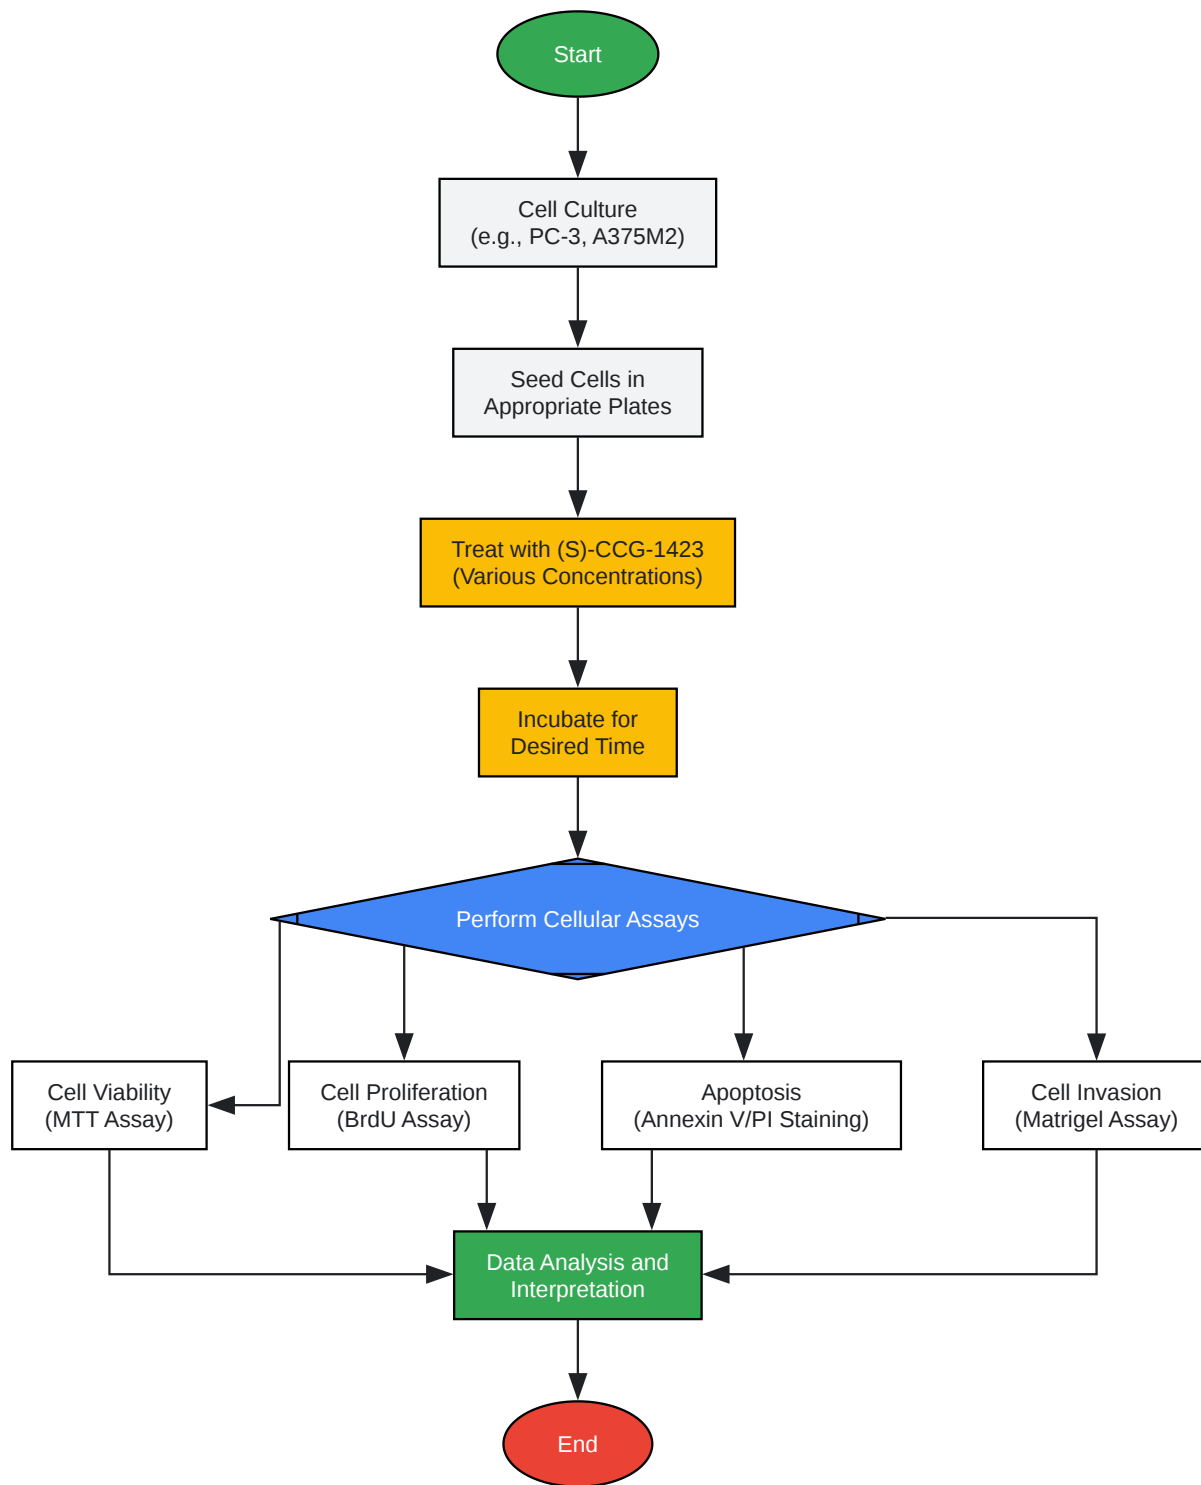 Start
Cell Culture
(e.g., PC-3, A375M2)
Seed Cells in
Appropriate Plates
Treat with (S)-CCG-1423
(Various Concentrations)
Incubate for
Desired Time
Perform Cellular Assays
Cell Viability
(MTT Assay)
Cell Proliferation
(BrdU Assay)
Apoptosis
(Annexin V/PI Staining)
Cell Invasion
(Matrigel Assay)
Data Analysis and
Interpretation
End